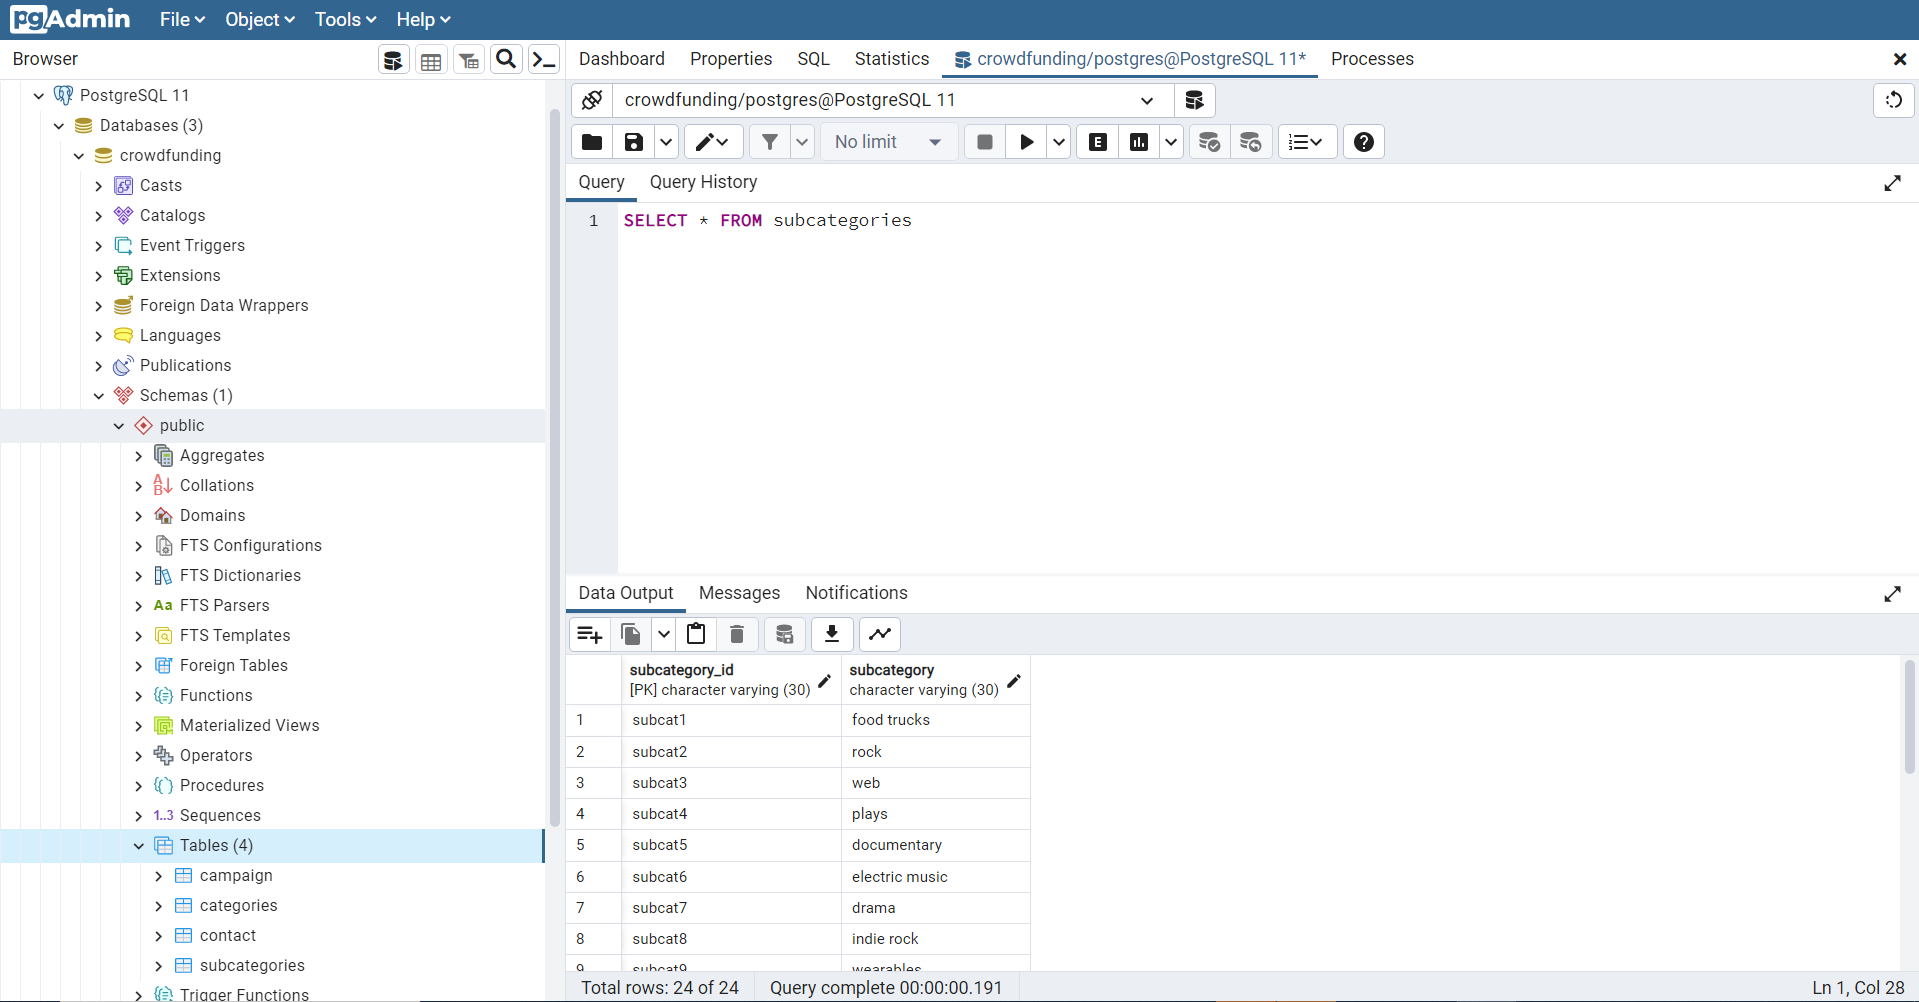 pgAdmin File Object Tools Help
Browser
Dashboard Properties SQL Statistics crowdfunding/postgres@PostgreSQL 11* Processes
PostgreSQL 11
Databases (3)
crowdfunding
Casts
Catalogs
Event Triggers
Extensions
Foreign Data Wrappers
Languages
Publications
Schemas (1)
public
Aggregates
Collations
Domains
FTS Configurations
FTS Dictionaries
Aa FTS Parsers
FTS Templates
Foreign Tables
Functions
Materialized Views
Operators
Procedures
1..3 Sequences
Tables (4)
campaign
categories
contact
subcategories
Trigger Functions
crowdfunding/postgres@PostgreSQL 11
No limit E
Query Query History
1 SELECT * FROM subcategories
Data Output Messages Notifications
subcategory_id subcategory
[PK] character varying (30) character varying (30)
1 subcat1 food trucks
2 subcat2 rock
3 subcat3 web
4 subcat4 plays
5 subcat5 documentary
6 subcat6 electric music
7 subcat7 drama
8 subcat8 indie rock
9 subcat9 wearables
Total rows: 24 of 24 Query complete 00:00:00.191 Ln 1, Col 28